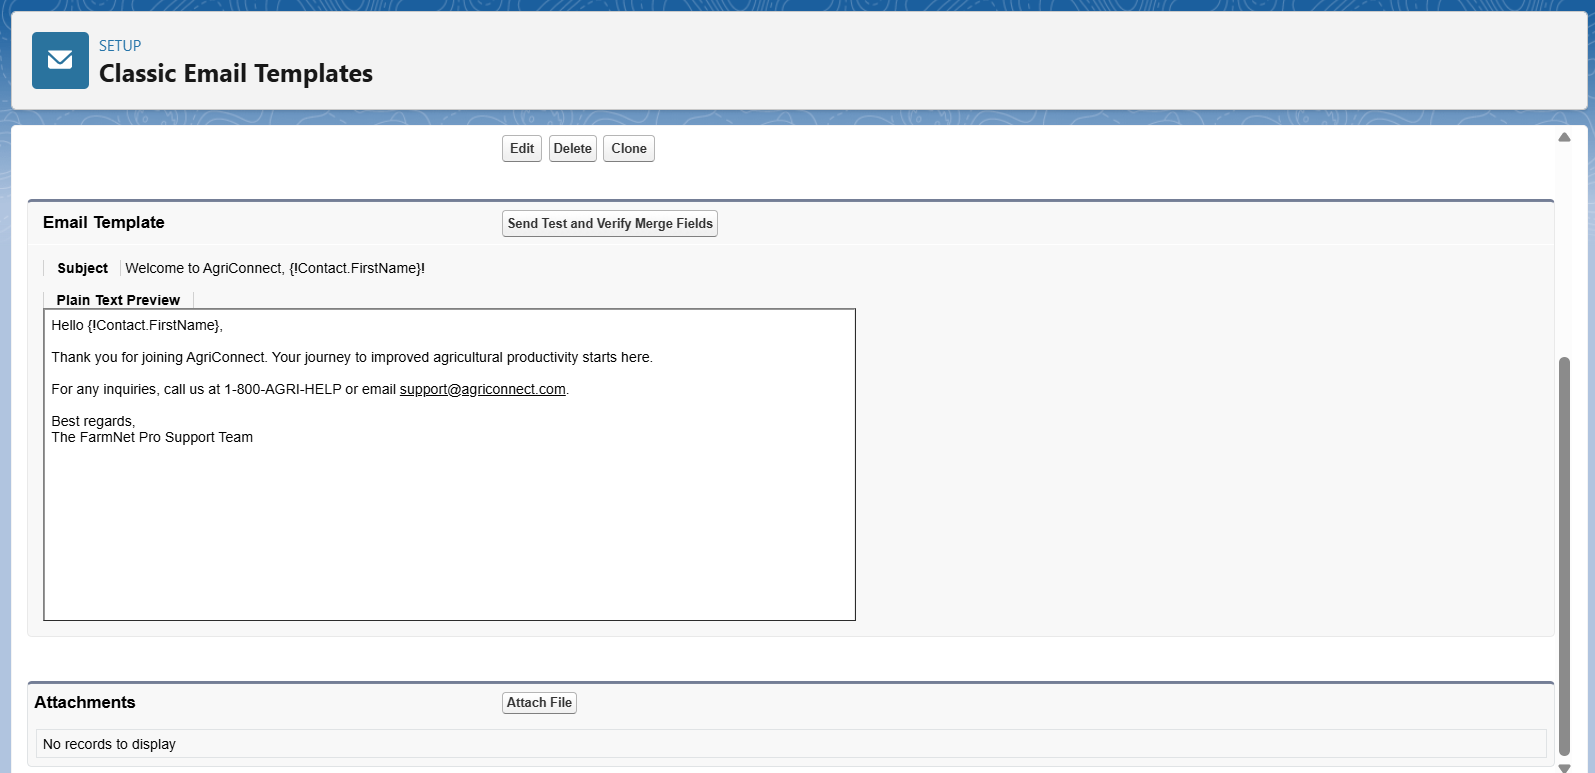 SETUP
Classic Email Templates
Edit Delete Clone
Email Template
Send Test and Verify Merge Fields
Subject Welcome to AgriConnect, {!Contact.FirstName}!
Plain Text Preview
Hello {!Contact.FirstName},
Thank you for joining AgriConnect. Your journey to improved agricultural productivity starts here.
For any inquiries, call us at 1-800-AGRI-HELP or email support@agriconnect.com.
Best regards,
The FarmNet Pro Support Team
Attachments
Attach File
No records to display